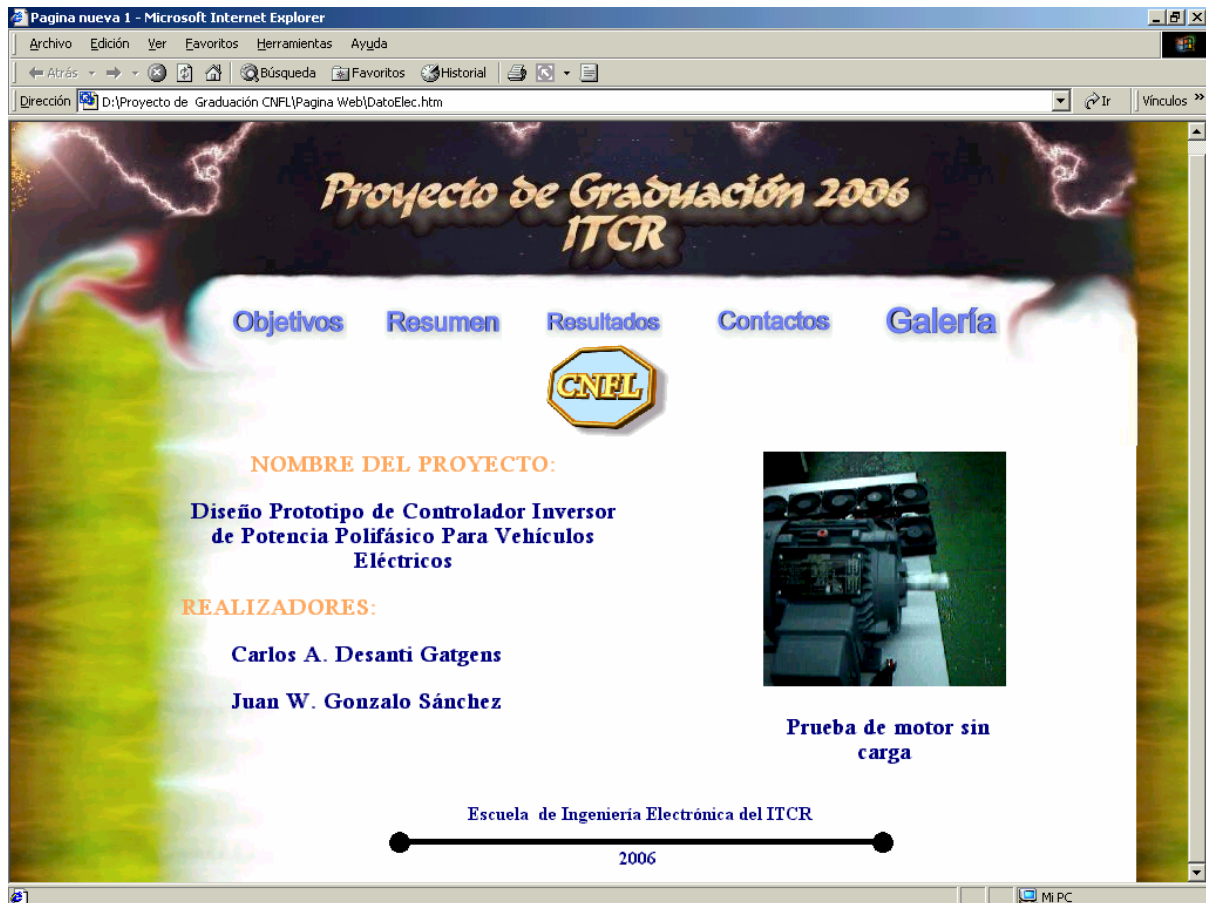 Pagina nueva 1 - Microsoft Internet Explorer
Archivo Edición Ver Favoritos Herramientas Ayuda
Atrás Búsqueda Favoritos Historial
Dirección D:\Proyecto de Graduación CNFL\Pagina Web\DatoElec.htm Ir Vínculos »
Proyecto de Graduación 2006
ITCR
Objetivos Resumen Resultados Contactos Galería
CNFL
NOMBRE DEL PROYECTO:
Diseño Prototipo de Controlador Inversor
de Potencia Polifásico Para Vehículos
Eléctricos
REALIZADORES:
Carlos A. Desanti Gatgens
Juan W. Gonzalo Sánchez
Prueba de motor sin
carga
Escuela de Ingeniería Electrónica del ITCR
2006
Mi PC